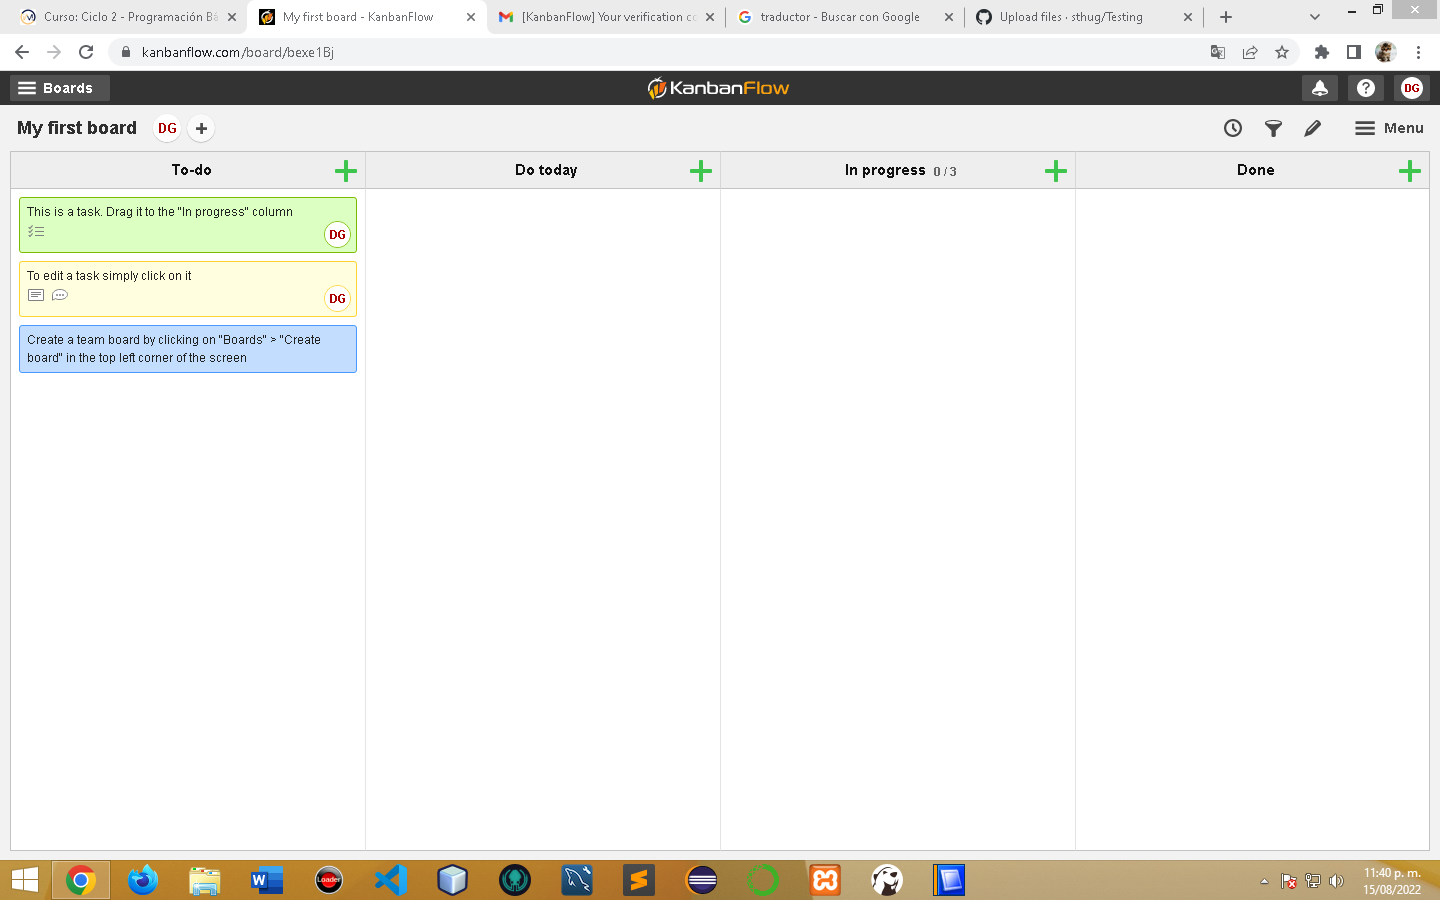 Curso: Ciclo 2 - Programación Bá
My first board - KanbanFlow
[KanbanFlow] Your verification co
traductor - Buscar con Google
Upload files · sthug/Testing
kanbanflow.com/board/bexe1Bj
Boards
KanbanFlow
DG
My first board
DG
Menu
To-do
Do today
In progress 0 / 3
Done
This is a task. Drag it to the "In progress" column
DG
To edit a task simply click on it
DG
Create a team board by clicking on "Boards" > "Create
board" in the top left corner of the screen
Loader
11:40 p. m.
15/08/2022